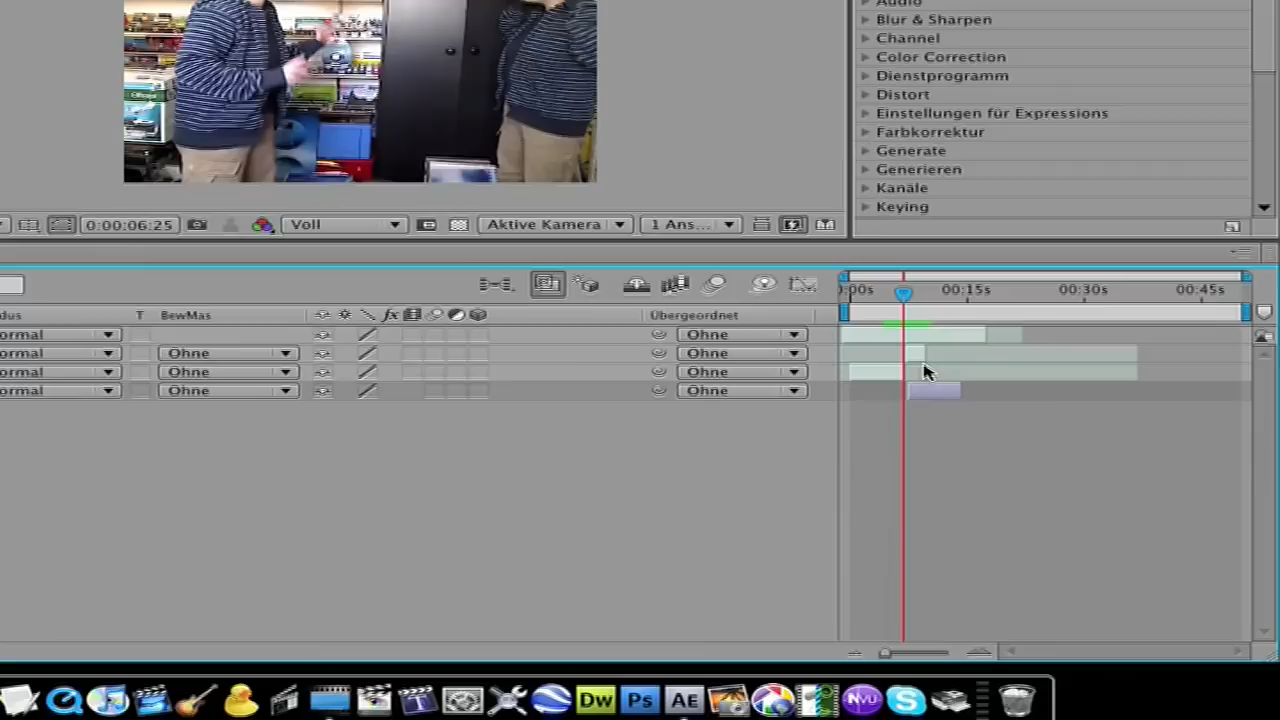 Audio
Blur & Sharpen
Channel
Color Correction
Dienstprogramm
Distort
Einstellungen für Expressions
Farbkorrektur
Generate
Generieren
Kanäle
Keying
0:00:06:25 Voll Aktive Kamera 1 Ans...
):00s 00:15s 00:30s 00:45s
dus T BewMas fx Übergeordnet
ormal Ohne
ormal Ohne Ohne
ormal Ohne Ohne
ormal Ohne Ohne
Dw Ps AE NVU S